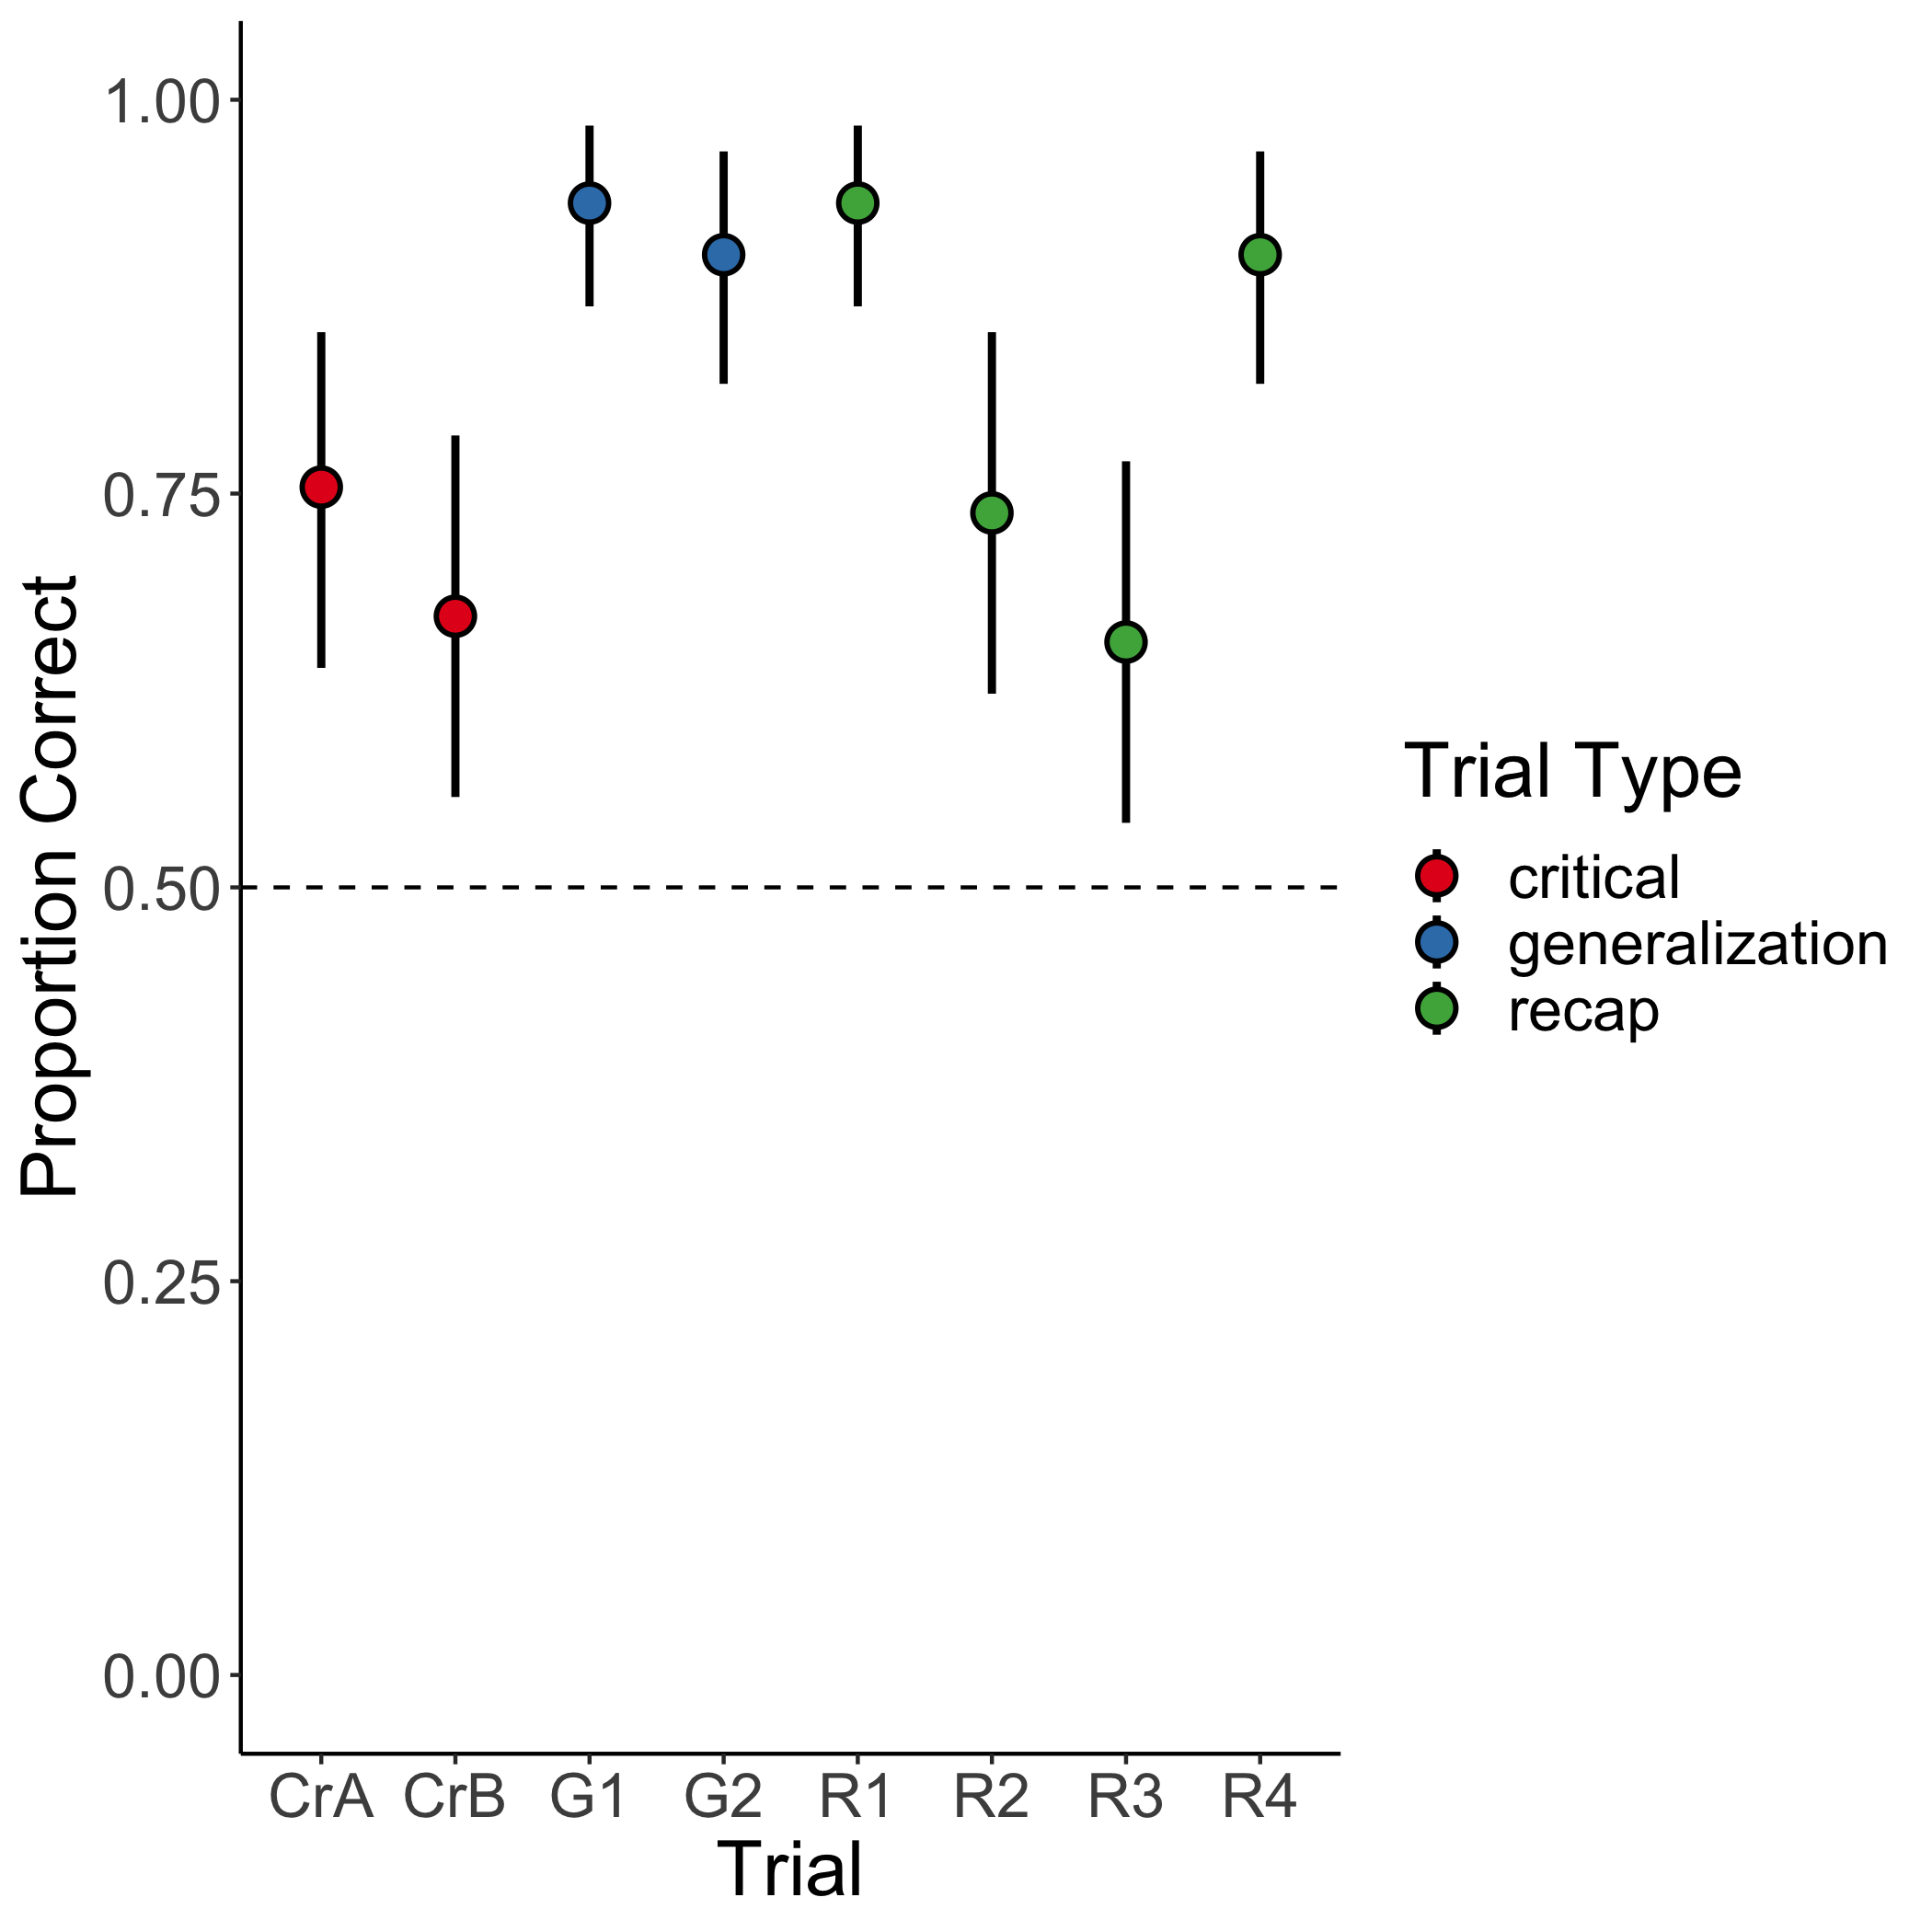 Proportion Correct
1.00
0.75
0.50
0.25
0.00
CrA CrB G1 G2 R1 R2 R3 R4
Trial
Trial Type
critical
generalization
recap